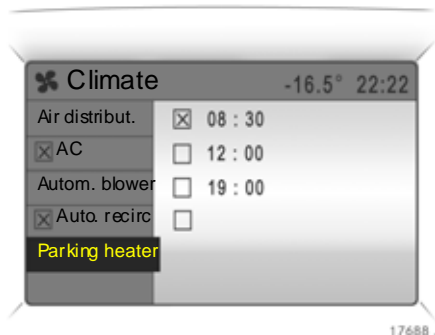 Climate -16.5° 22:22
Air distribut. 08 : 30
AC 12 : 00
Autom. blower 19 : 00
Auto. recirc
Parking heater
17688